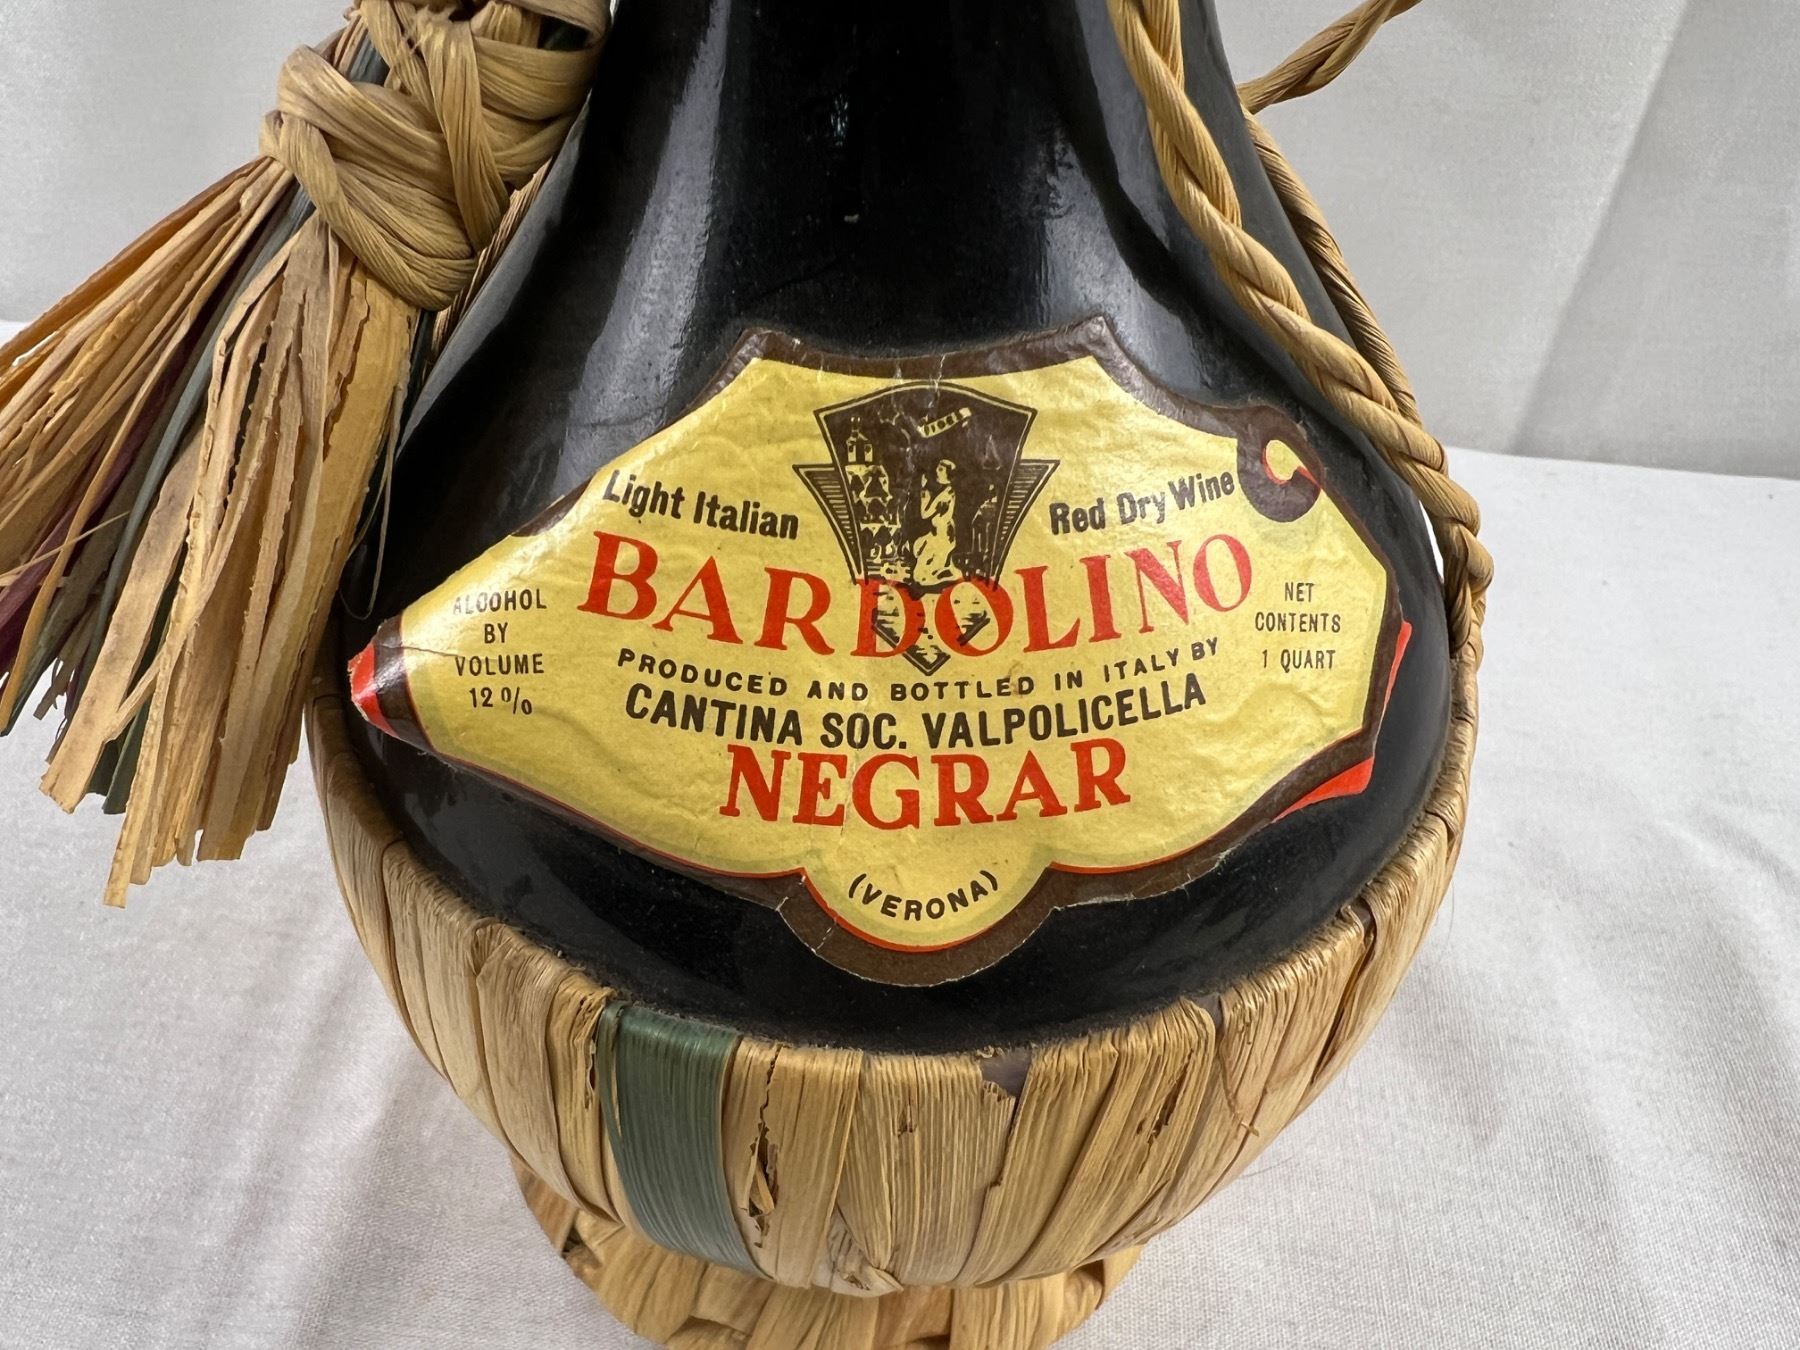 Light Italian
Red Dry Wine
BARDOLINO
ALCOHOL
BY
VOLUME
12%
NET
CONTENTS
1 QUART
PRODUCED AND BOTTLED IN ITALY BY
CANTINA SOC. VALPOLICELLA
NEGRAR
(VERONA)